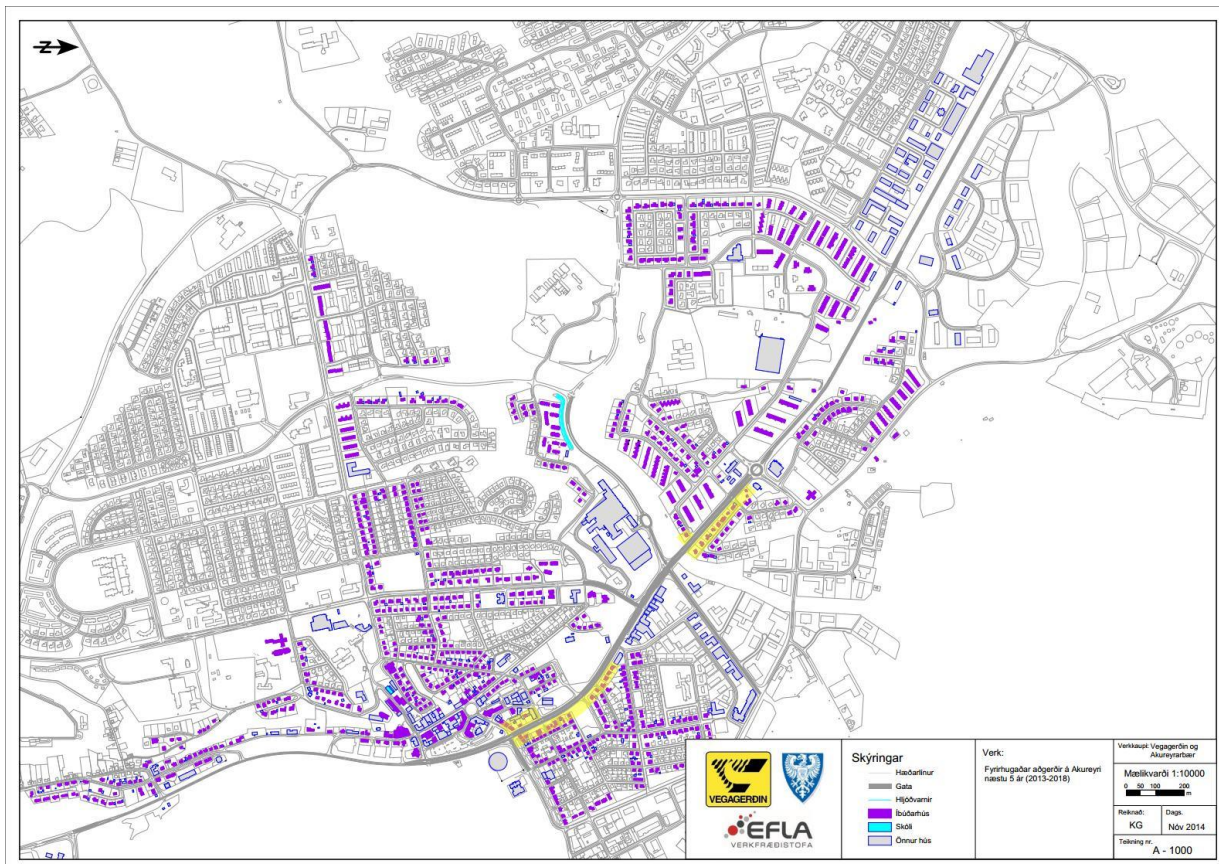 Z
VEGAGERÐIN
EFLA
VERKFRÆÐISTOFA
Skýringar
Hæðarlínur
Gata
Hljóðvarnir
Íbúðarhús
Skóli
Önnur hús
Verk:
Fyrirhugaðar aðgerðir á Akureyri
næstu 5 ár (2013-2018)
Verkkaupi: Vegagerðin og
Akureyrarbær
Mælikvarði 1:10000
0 50 100 200
m
Reiknað:
KG
Dags.
Nóv 2014
Teikning nr.
A - 1000